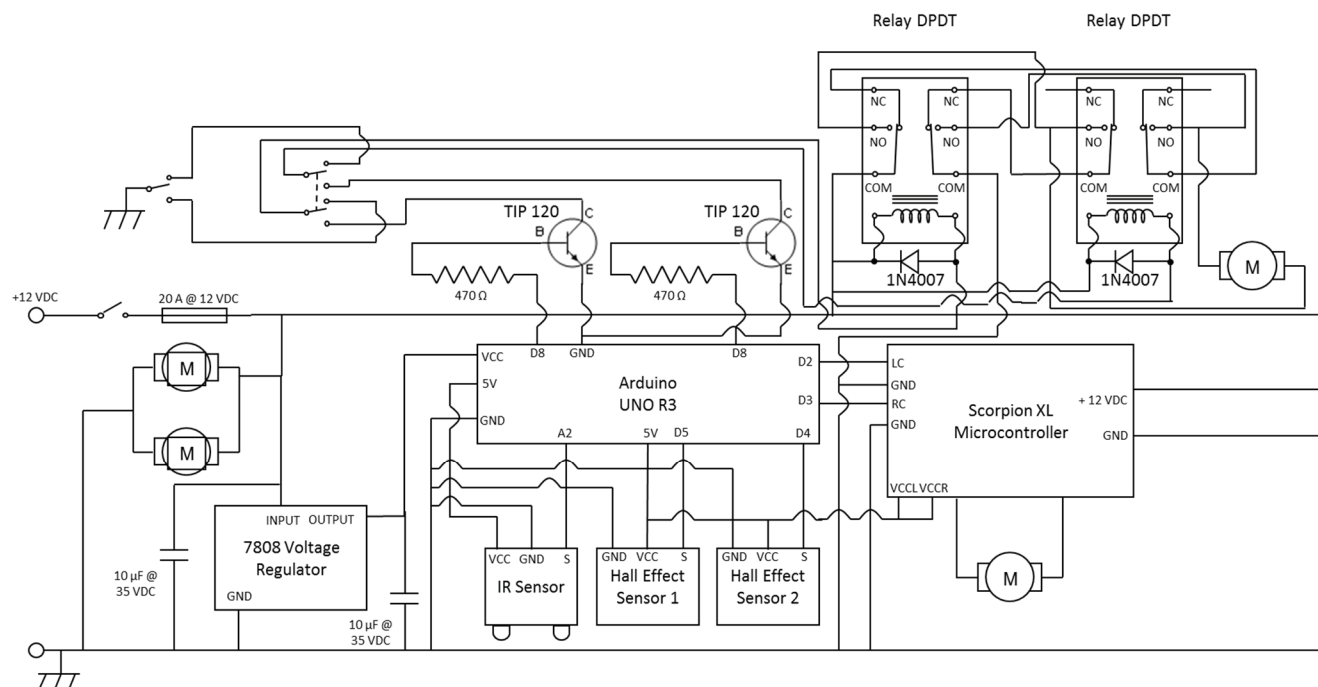 Relay DPDT
Relay DPDT
NC
NC
NC
NC
NO
NO
NO
NO
COM
COM
COM
COM
TIP 120
C
B
E
TIP 120
C
B
E
1N4007
1N4007
M
470 Ω
470 Ω
+12 VDC
20 A @ 12 VDC
M
M
VCC
D8
GND
D8
D2
5V
Arduino
UNO R3
D3
GND
A2
5V
D5
D4
LC
GND
RC
GND
Scorpion XL
Microcontroller
+ 12 VDC
GND
VCCL
VCCR
INPUT
OUTPUT
7808 Voltage
Regulator
GND
10 µF @
35 VDC
10 µF @
35 VDC
VCC
GND
S
IR Sensor
GND
VCC
S
Hall Effect
Sensor 1
GND
VCC
S
Hall Effect
Sensor 2
M